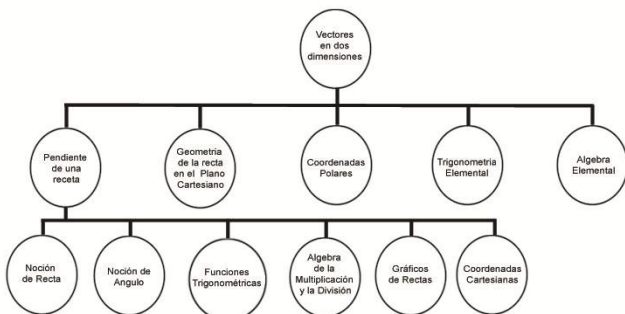 Vectores
en dos
dimensiones
Pendiente
de una
receta
Geometria
de la recta
en el Plano
Cartesiano
Coordenadas
Polares
Trigonometría
Elemental
Algebra
Elemental
Noción
de Recta
Noción de
Angulo
Funciones
Trigonométricas
Algebra
de la
Multiplicación
y la División
Gráficos
de Rectas
Coordenadas
Cartesianas